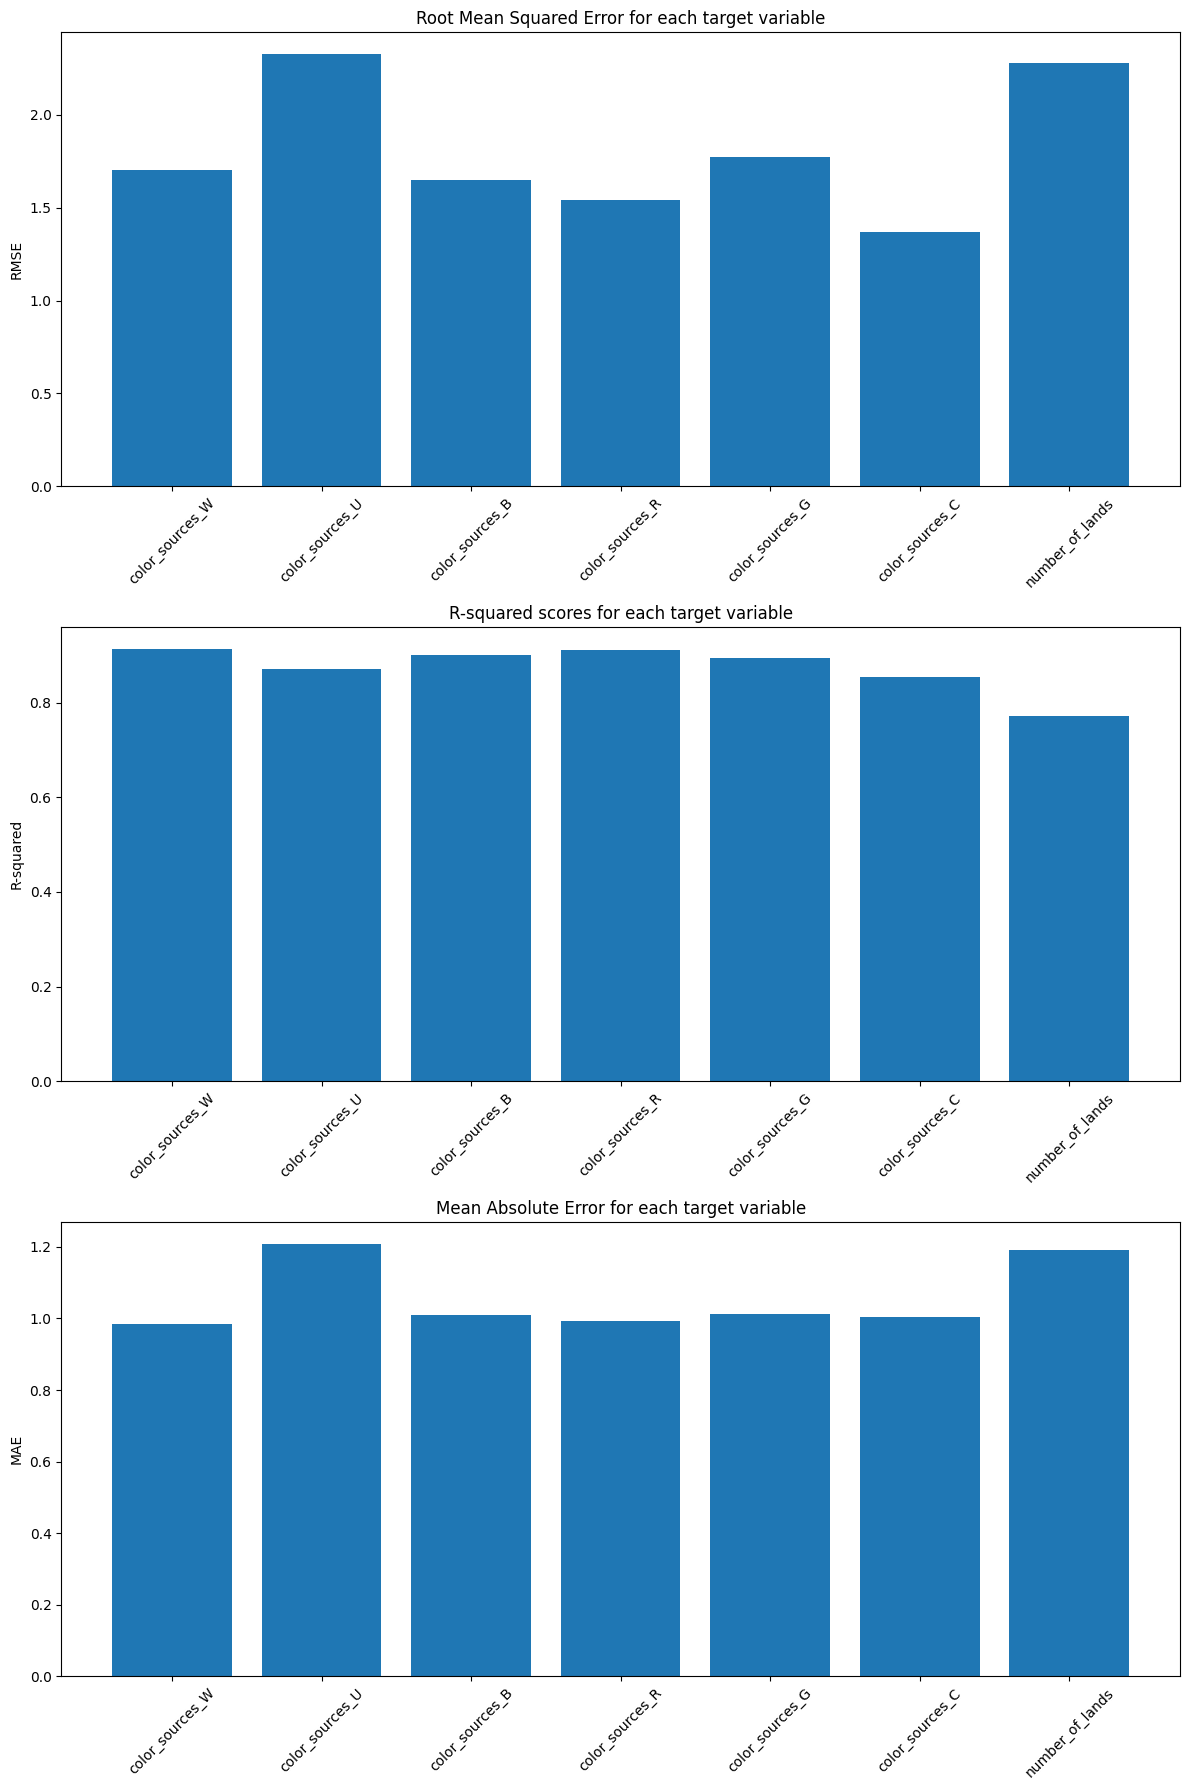 Root Mean Squared Error for each target variable
RMSE
2.0
1.5
1.0
0.5
0.0
color_sources_W
color_sources_U
color_sources_B
color_sources_R
color_sources_G
color_sources_C
number_of_lands
R-squared scores for each target variable
R-squared
0.8
0.6
0.4
0.2
0.0
color_sources_W
color_sources_U
color_sources_B
color_sources_R
color_sources_G
color_sources_C
number_of_lands
Mean Absolute Error for each target variable
MAE
1.2
1.0
0.8
0.6
0.4
0.2
0.0
color_sources_W
color_sources_U
color_sources_B
color_sources_R
color_sources_G
color_sources_C
number_of_lands